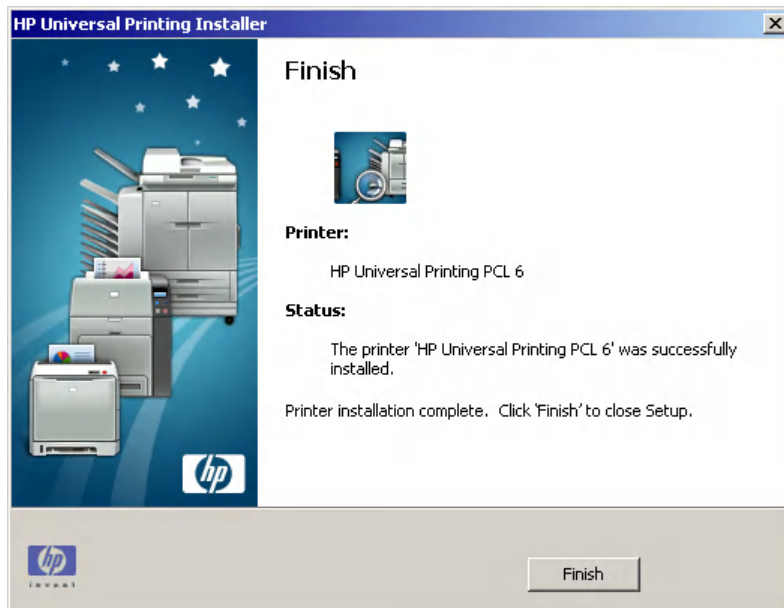 HP Universal Printing Installer
Finish
Printer:
HP Universal Printing PCL 6
Status:
The printer 'HP Universal Printing PCL 6' was successfully
installed.
Printer installation complete.  Click 'Finish' to close Setup.
hp
hp
invent
Finish